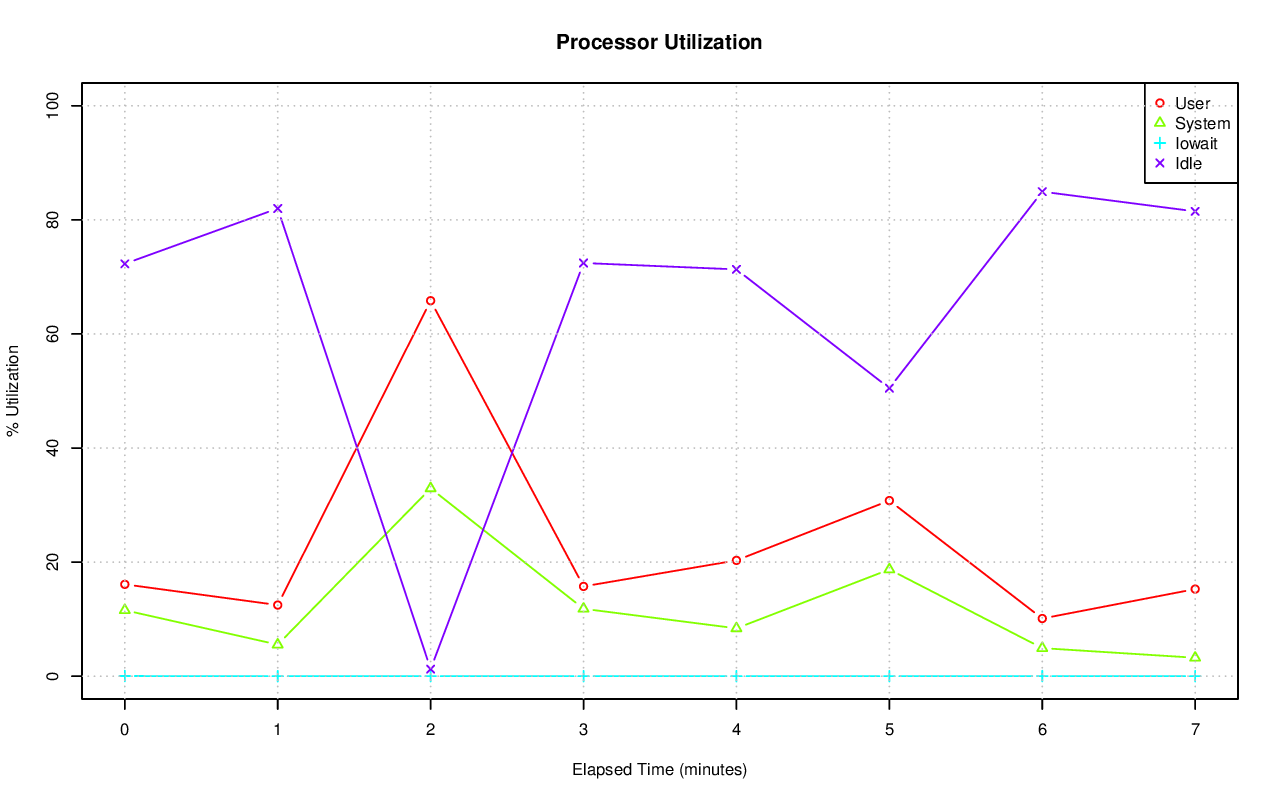 Processor Utilization
100
80
60
40
20
0
% Utilization
User
System
Iowait
Idle
0 1 2 3 4 5 6 7
Elapsed Time (minutes)